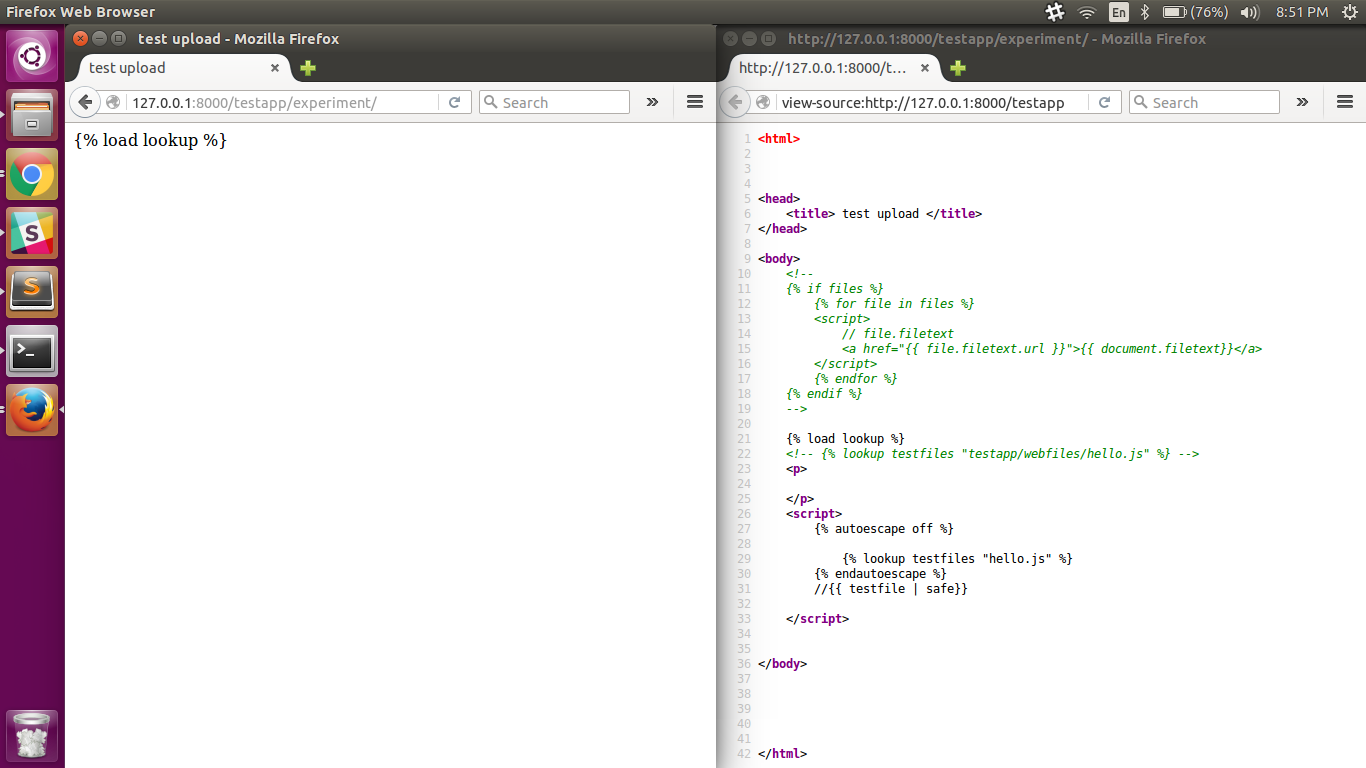 Firefox Web Browser
En
(76%)
8:51 PM
test upload - Mozilla Firefox
test upload
127.0.0.1:8000/testapp/experiment/
Search
{% load lookup %}
http://127.0.0.1:8000/testapp/experiment/ - Mozilla Firefox
http://127.0.0.1:8000/t...
view-source:http://127.0.0.1:8000/testapp
Search
1 <html>
2
3
4
5 <head>
6 <title> test upload </title>
7 </head>
8
9 <body>
10 <!--
11 {% if files %}
12 {% for file in files %}
13 <script>
14 // file.filetext
15 <a href="{{ file.filetext.url }}">{{ document.filetext}}</a>
16 </script>
17 {% endfor %}
18 {% endif %}
19 -->
20
21 {% load lookup %}
22 <!-- {% lookup testfiles "testapp/webfiles/hello.js" %} -->
23 <p>
24
25 </p>
26 <script>
27 {% autoescape off %}
28
29 {% lookup testfiles "hello.js" %}
30 {% endautoescape %}
31 //{{ testfile | safe}}
32
33 </script>
34
35
36 </body>
37
38
39
40
41
42 </html>